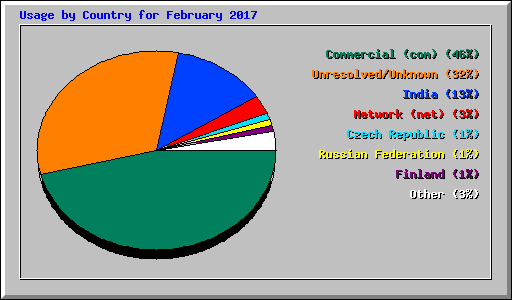 Usage by Country for February 2017
Commercial (com) (46%)
Unresolved/Unknown (32%)
India (13%)
Network (net) (3%)
Czech Republic (1%)
Russian Federation (1%)
Finland (1%)
Other (3%)